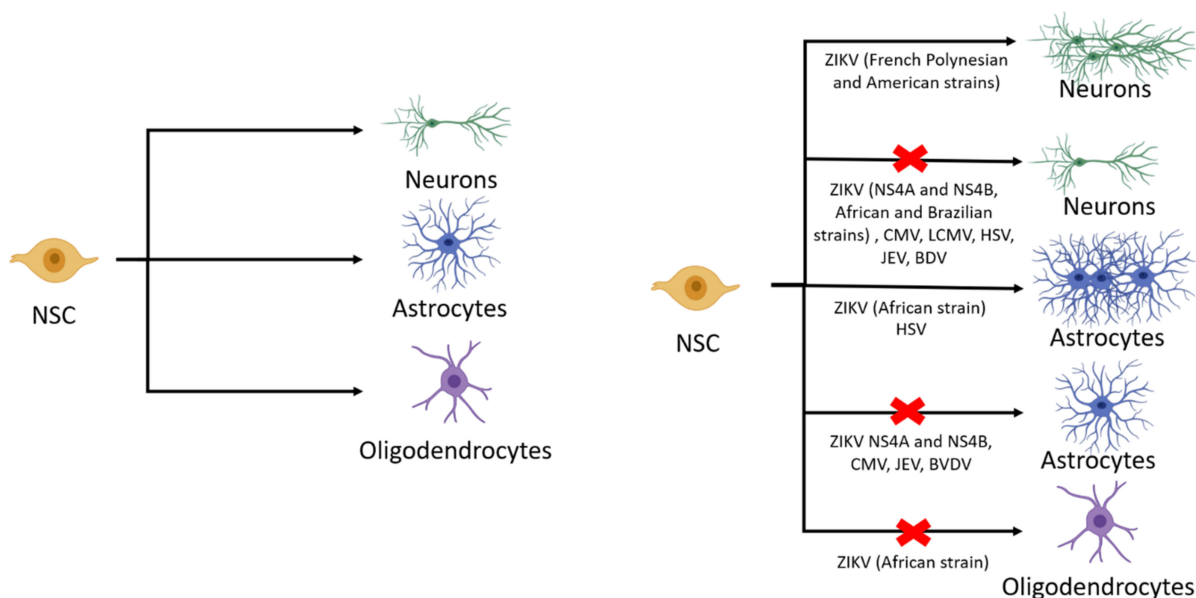 Neurons
Astrocytes
NSC
Oligodendrocytes
ZIKV (French Polynesian
and American strains)
Neurons
ZIKV (NS4A and NS4B,
African and Brazilian
strains) , CMV, LCMV, HSV,
JEV, BDV
Neurons
NSC
ZIKV (African strain)
HSV
Astrocytes
ZIKV NS4A and NS4B,
CMV, JEV, BVDV
Astrocytes
ZIKV (African strain)
Oligodendrocytes